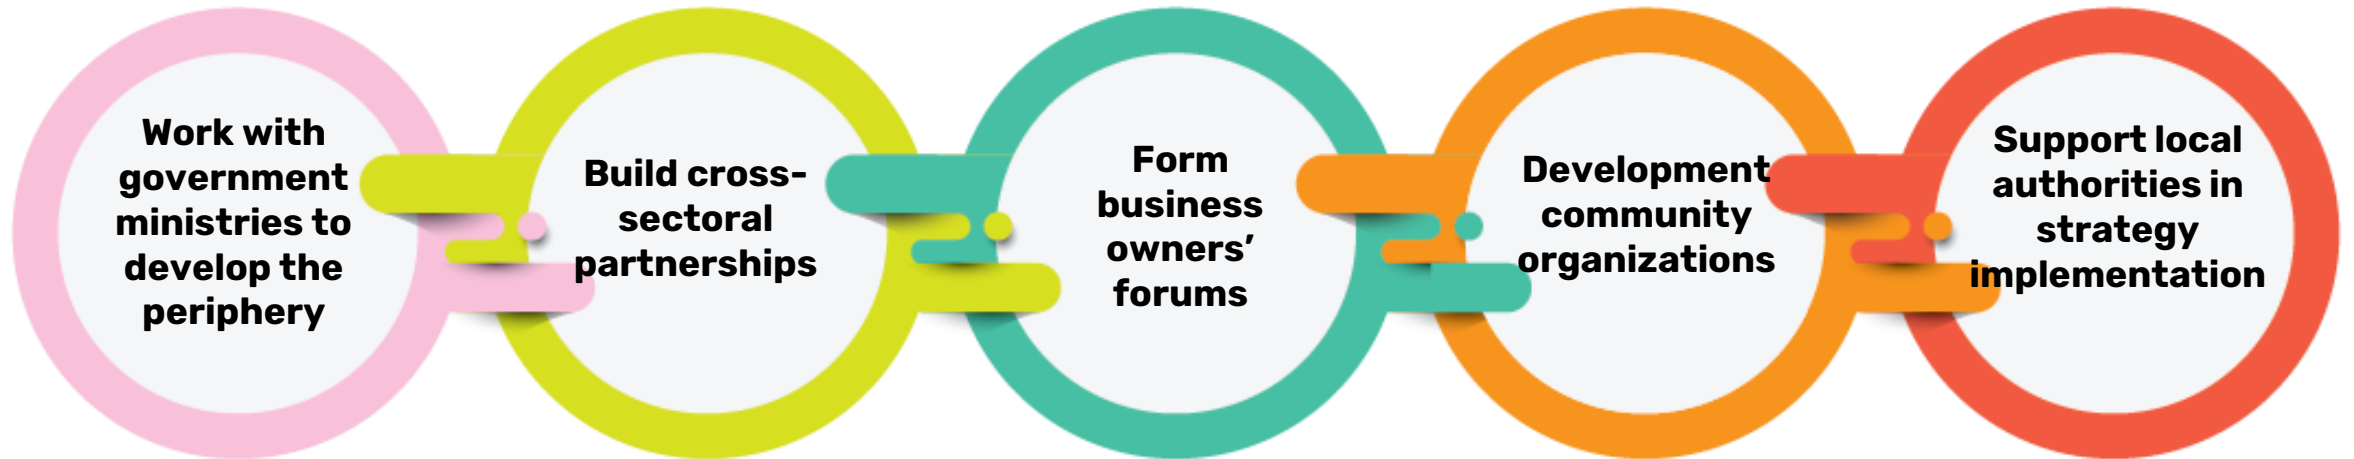 Work with
government
ministries to
develop the
periphery
Build cross-
sectoral
partnerships
Form
business
owners’
forums
Development
community
organizations
Support local
authorities in
strategy
implementation